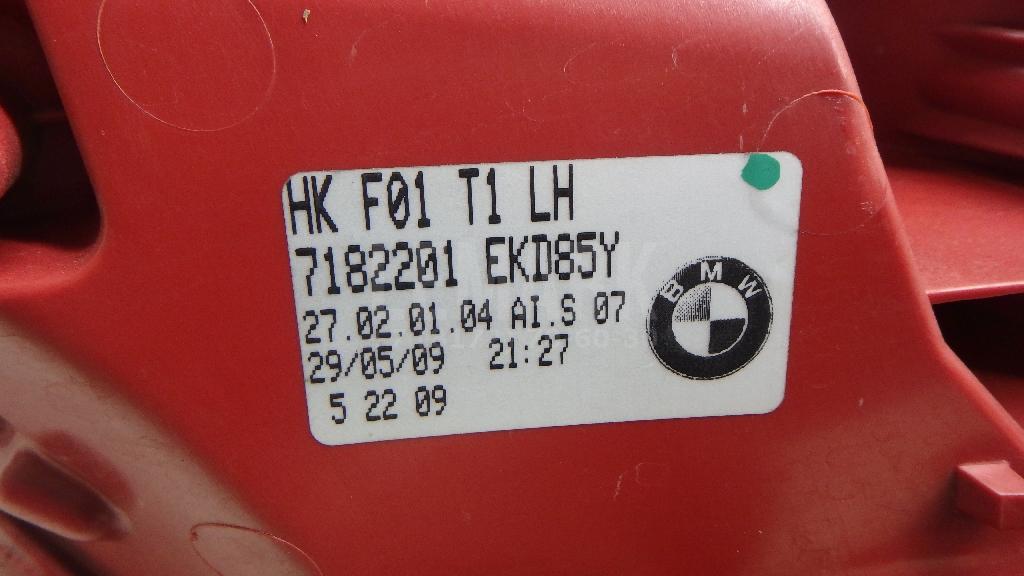 HK F01 T1 LH
7182201 EKD85Y
27.02.01.04 AI.S 07
29/05/09 21:27
5 22 09
BMW